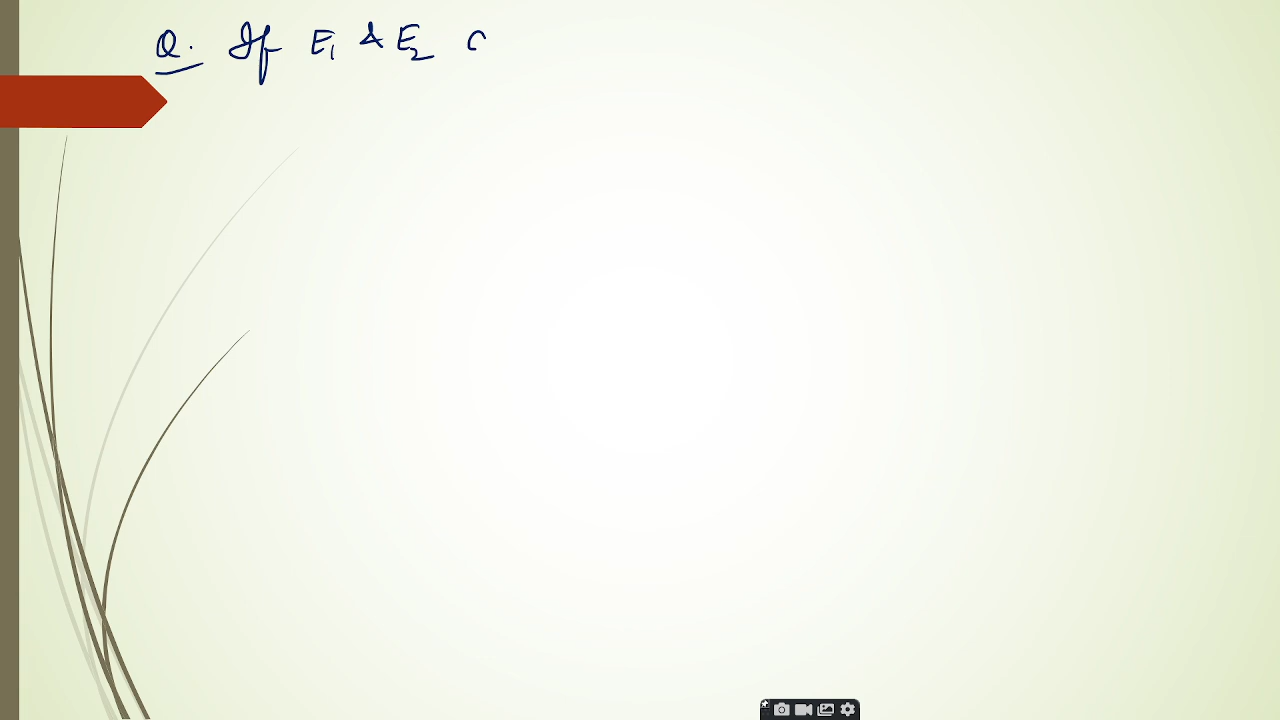 Q. If E₁ & E₂